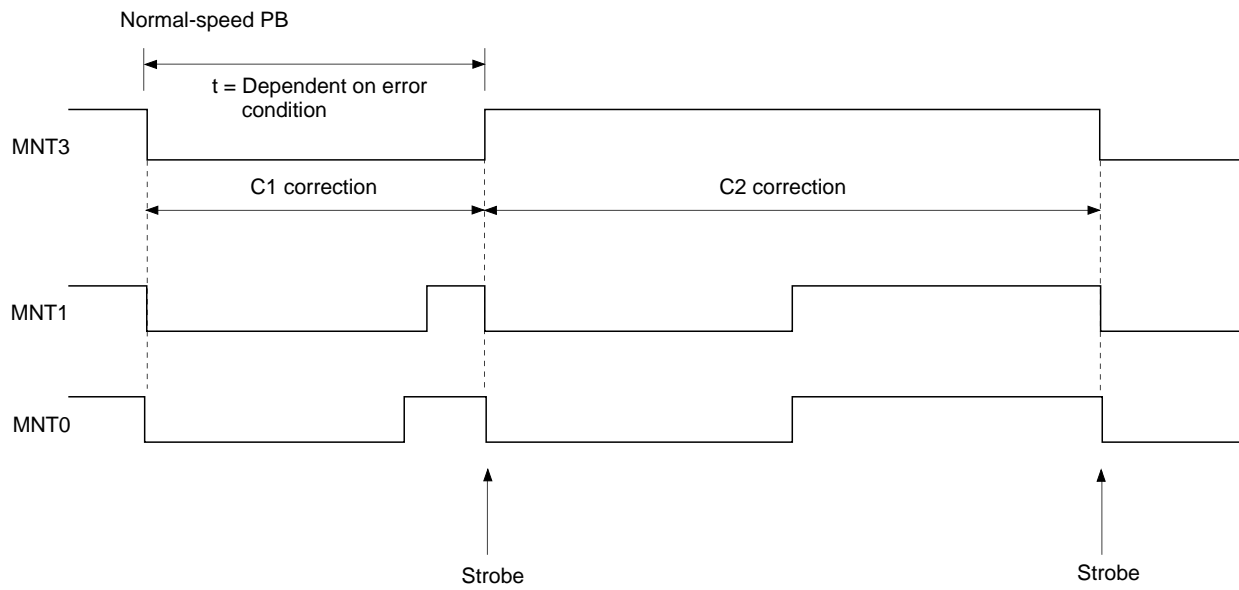 Normal-speed PB
t = Dependent on error
condition
MNT3
C1 correction
C2 correction
MNT1
MNT0
Strobe
Strobe